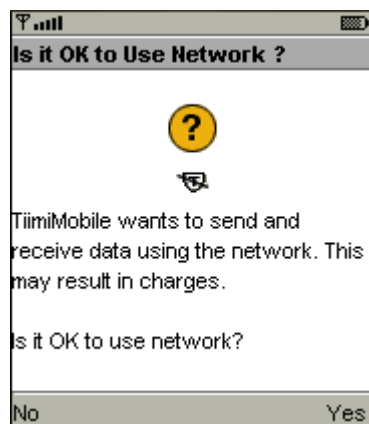 Is it OK to Use Network ?
?
TiimiMobile wants to send and
receive data using the network. This
may result in charges.
Is it OK to use network?
No Yes